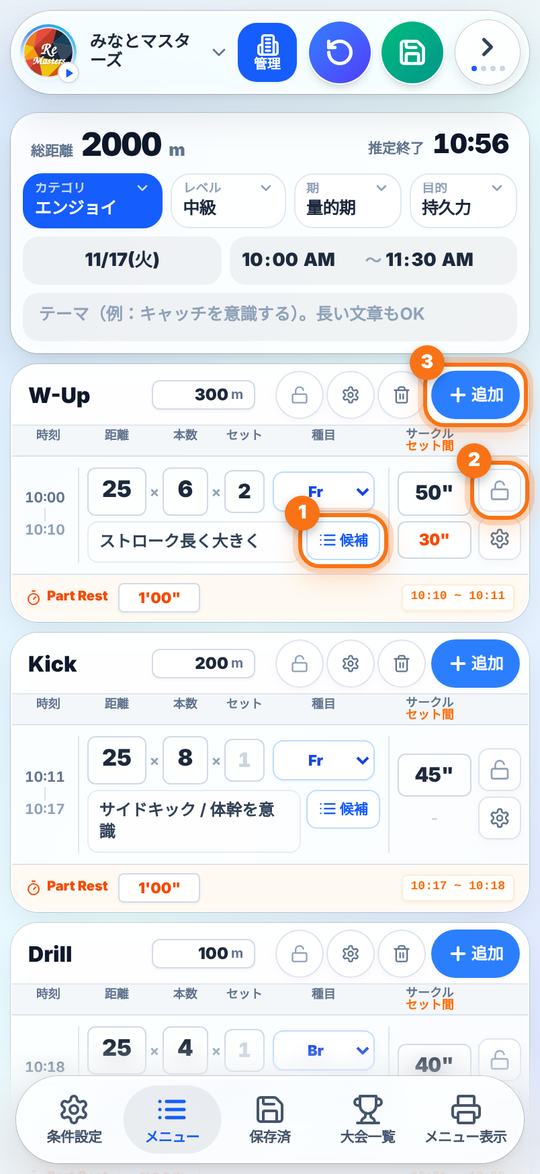 Re
Masters
みなとマスターズ
管理
総距離 2000 m
推定終了 10:56
カテゴリ
エンジョイ
レベル
中級
期
量的期
目的
持久力
11/17(火)
10:00 AM ～11:30 AM
テーマ（例：キャッチを意識する）。長い文章もOK
3
W-Up 300 m + 追加
時刻 距離 本数 セット 種目 サークル
セット間
2
10:00
10:10
25 × 6 × 2 Fr 50"
1
ストローク長く大きく 候補 30"
Part Rest 1'00" 10:10 ~ 10:11
Kick 200 m + 追加
時刻 距離 本数 セット 種目 サークル
セット間
10:11
10:17
25 × 8 × 1 Fr 45"
サイドキック / 体幹を意識
候補 -
Part Rest 1'00" 10:17 ~ 10:18
Drill 100 m + 追加
時刻 距離 本数 セット 種目 サークル
セット間
10:18
25 × 4 × 1 Br 40"
条件設定 メニュー 保存済 大会一覧 メニュー表示